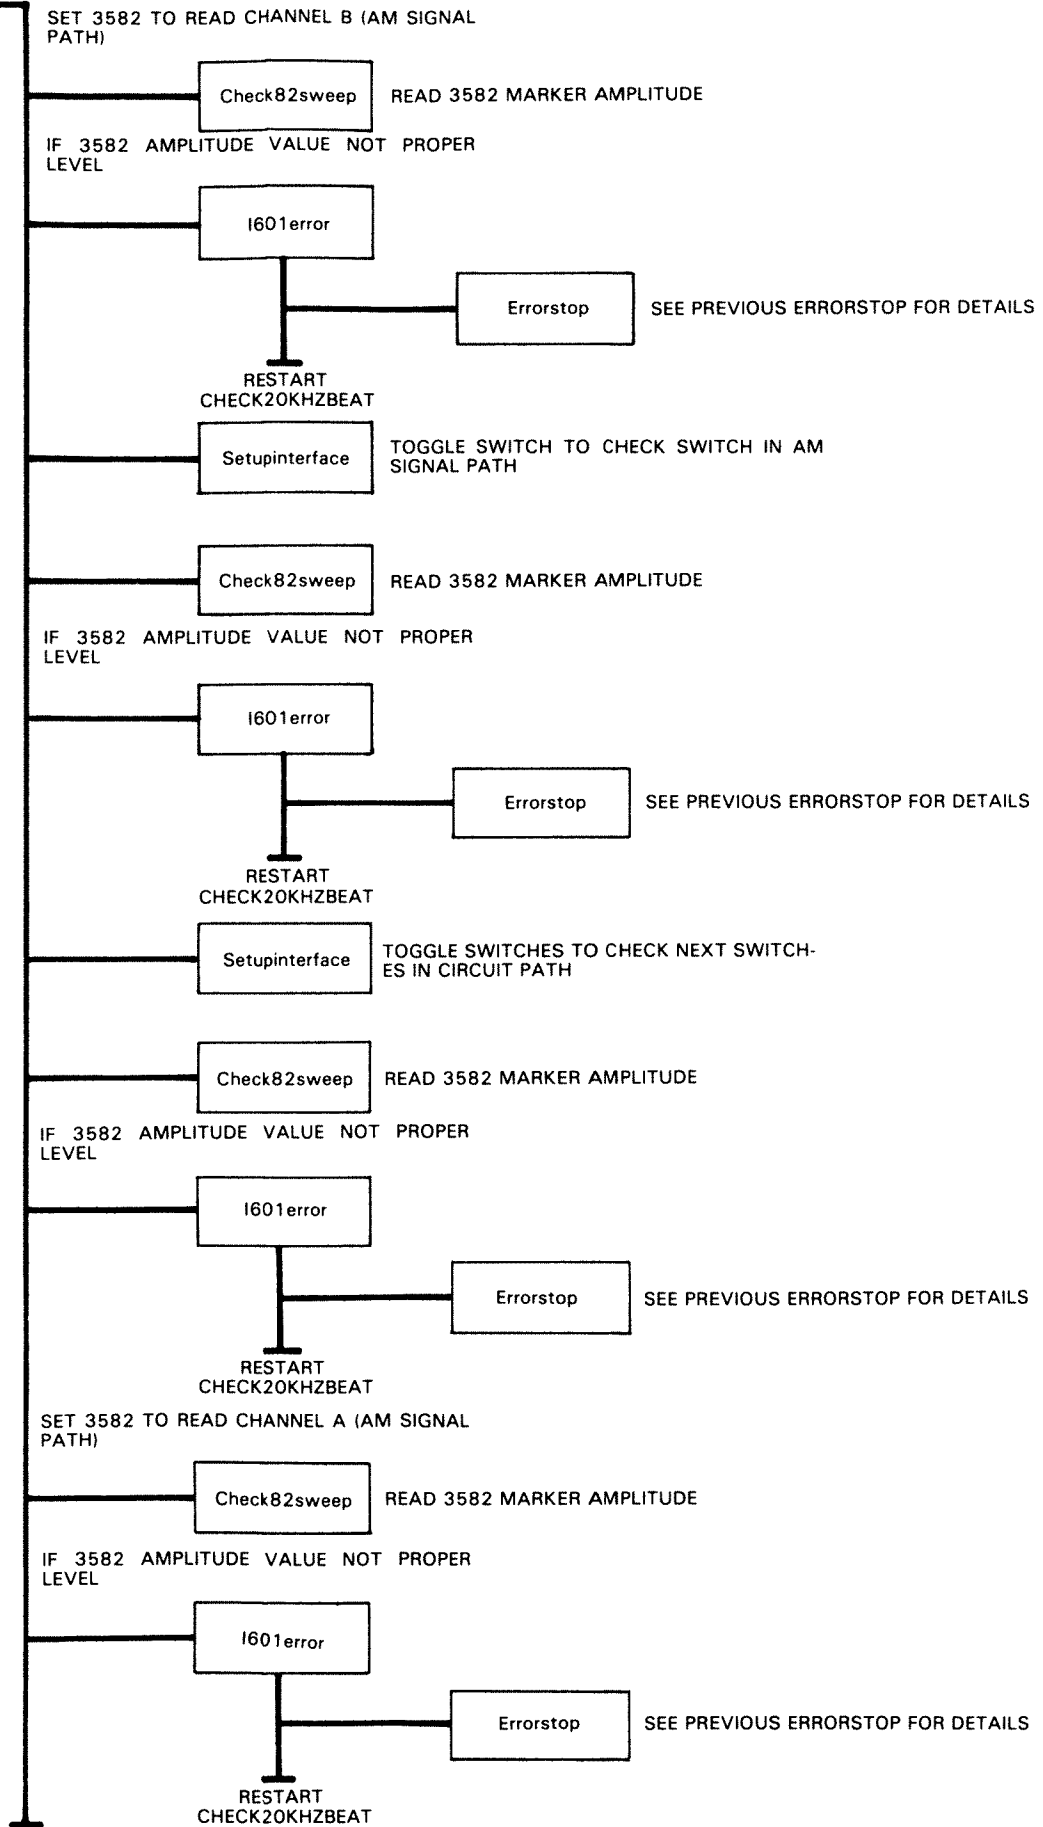 SET 3582 TO READ CHANNEL B (AM SIGNAL
PATH)
Check82sweep
READ 3582 MARKER AMPLITUDE
IF 3582 AMPLITUDE VALUE NOT PROPER
LEVEL
I601error
Errorstop
SEE PREVIOUS ERRORSTOP FOR DETAILS
RESTART
CHECK20KHZBEAT
Setupinterface
TOGGLE SWITCH TO CHECK SWITCH IN AM
SIGNAL PATH
Check82sweep
READ 3582 MARKER AMPLITUDE
IF 3582 AMPLITUDE VALUE NOT PROPER
LEVEL
I601error
Errorstop
SEE PREVIOUS ERRORSTOP FOR DETAILS
RESTART
CHECK20KHZBEAT
Setupinterface
TOGGLE SWITCHES TO CHECK NEXT SWITCH-
ES IN CIRCUIT PATH
Check82sweep
READ 3582 MARKER AMPLITUDE
IF 3582 AMPLITUDE VALUE NOT PROPER
LEVEL
I601error
Errorstop
SEE PREVIOUS ERRORSTOP FOR DETAILS
RESTART
CHECK20KHZBEAT
SET 3582 TO READ CHANNEL A (AM SIGNAL
PATH)
Check82sweep
READ 3582 MARKER AMPLITUDE
IF 3582 AMPLITUDE VALUE NOT PROPER
LEVEL
I601error
Errorstop
SEE PREVIOUS ERRORSTOP FOR DETAILS
RESTART
CHECK20KHZBEAT